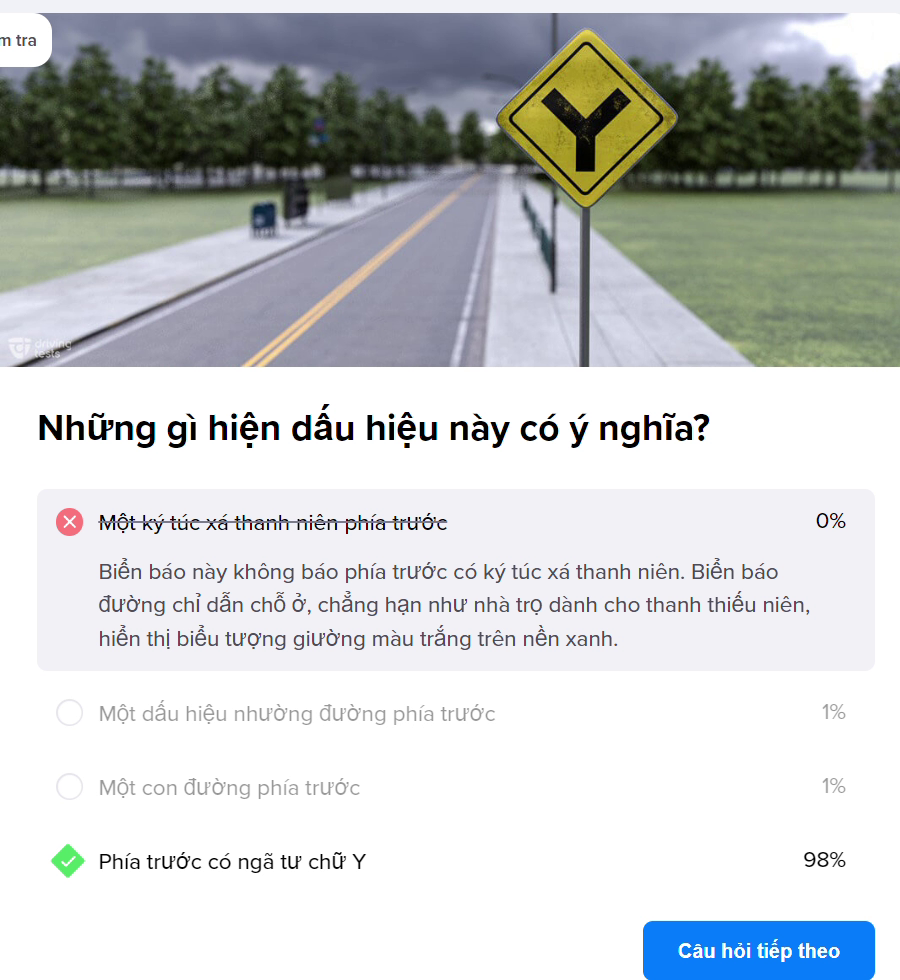 m tra
driving
tests
Những gì hiện dấu hiệu này có ý nghĩa?
Một ký túc xá thanh niên phía trước 0%
Biển báo này không báo phía trước có ký túc xá thanh niên. Biển báo
đường chỉ dẫn chỗ ở, chẳng hạn như nhà trọ dành cho thanh thiếu niên,
hiển thị biểu tượng giường màu trắng trên nền xanh.
Một dấu hiệu nhường đường phía trước 1%
Một con đường phía trước 1%
Phía trước có ngã tư chữ Y 98%
Câu hỏi tiếp theo